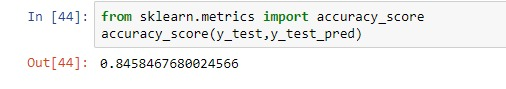 In [44]: from sklearn.metrics import accuracy_score
accuracy_score(y_test,y_test_pred)
Out[44]: 0.8458467680024566